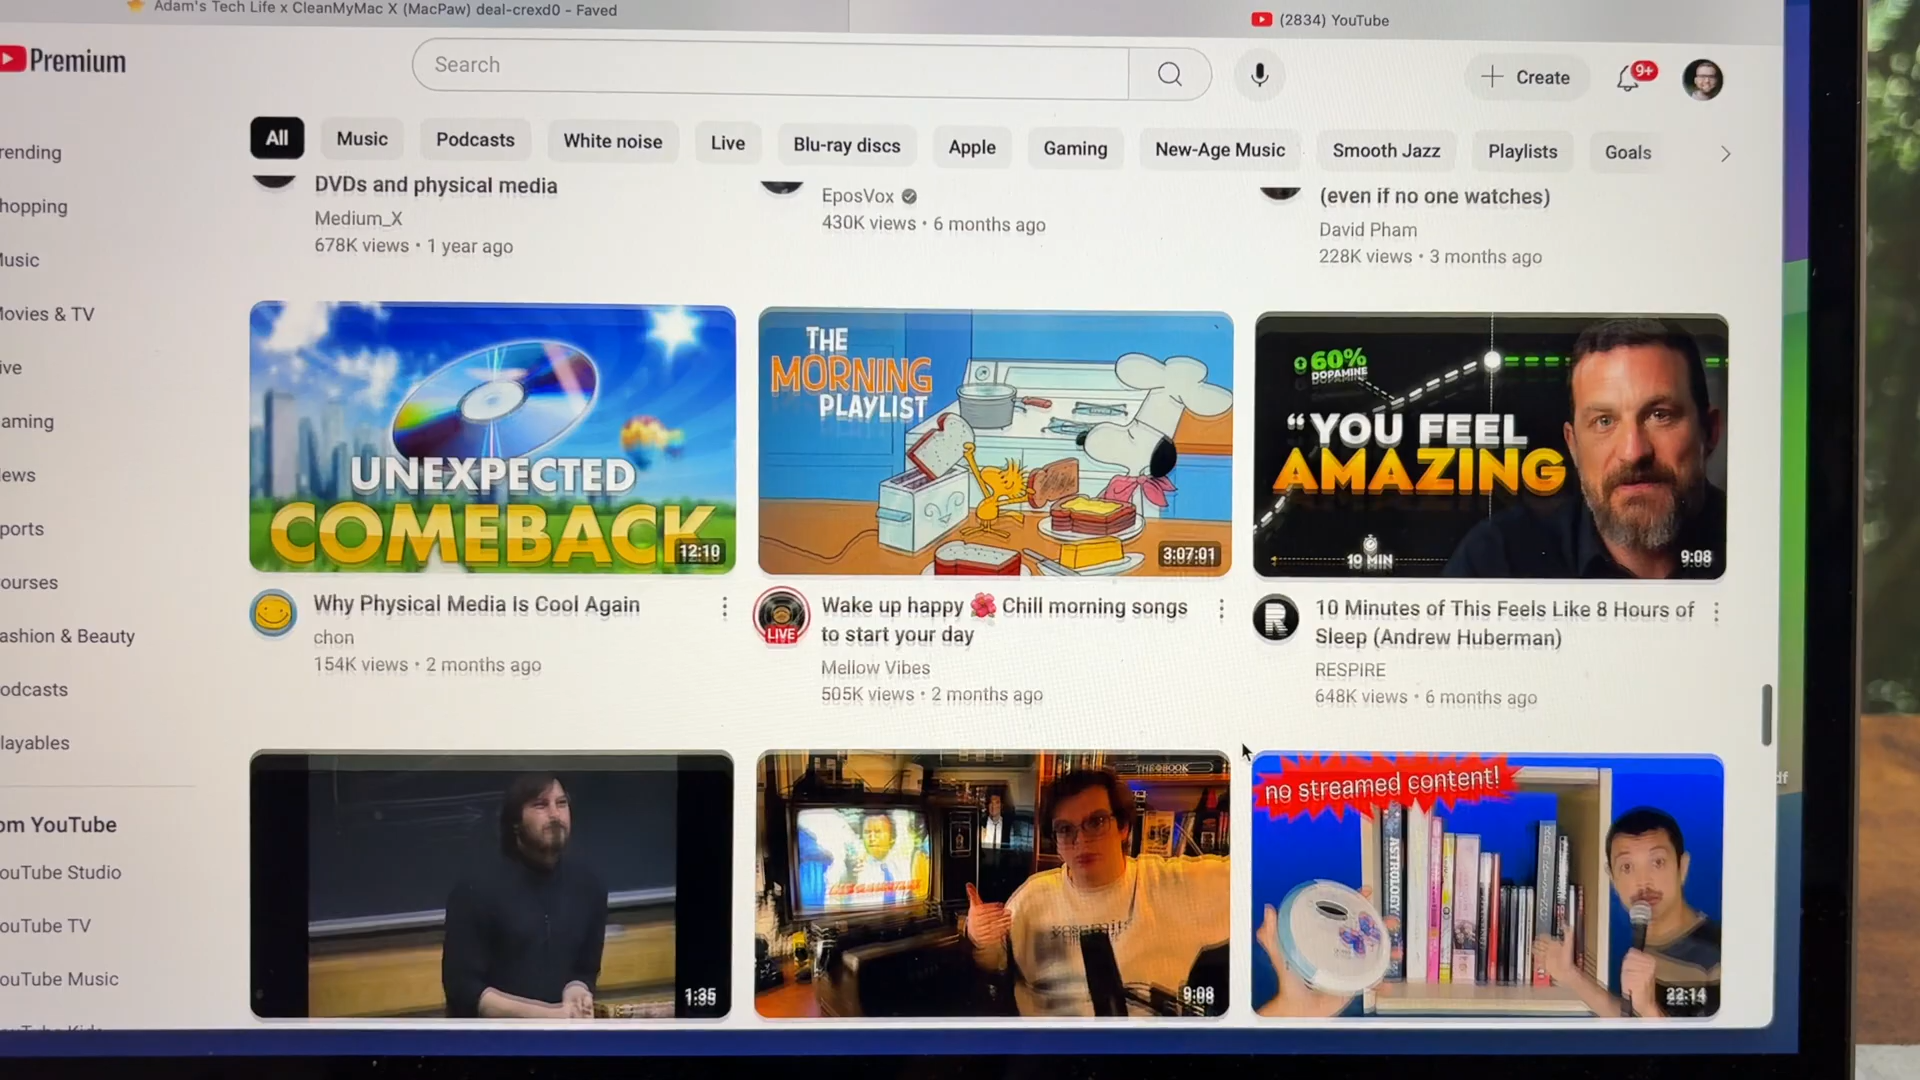 Adam's Tech Life x CleanMyMac X (MacPaw) deal-crexd0 - Faved
(2834) YouTube
Premium
Search
Create
9+
All
Music
Podcasts
White noise
Live
Blu-ray discs
Apple
Gaming
New-Age Music
Smooth Jazz
Playlists
Goals
rending
hopping
usic
ovies & TV
ive
aming
ews
ports
ourses
ashion & Beauty
odcasts
layables
om YouTube
ouTube Studio
ouTube TV
ouTube Music
DVDs and physical media
Medium_X
678K views • 1 year ago
EposVox
430K views • 6 months ago
(even if no one watches)
David Pham
228K views • 3 months ago
UNEXPECTED
COMEBACK
12:10
Why Physical Media Is Cool Again
chon
154K views • 2 months ago
THE
MORNING
PLAYLIST
3:07:01
LIVE
Wake up happy 🌺 Chill morning songs
to start your day
Mellow Vibes
505K views • 2 months ago
60%
DOPAMINE
"YOU FEEL
AMAZING
10 MIN
9:08
R
10 Minutes of This Feels Like 8 Hours of
Sleep (Andrew Huberman)
RESPIRE
648K views • 6 months ago
1:35
yosemite
9:08
no streamed content!
ASTROLOGY
22:14
df